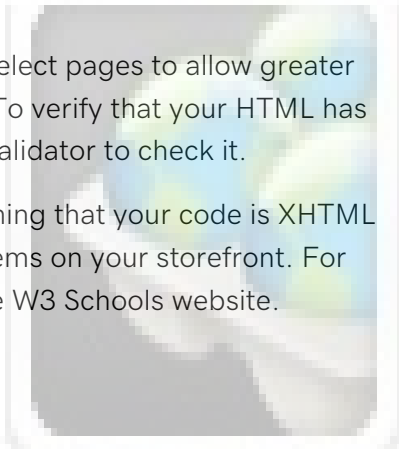 elect pages to allow greater
To verify that your HTML has
alidator to check it.
ning that your code is XHTML
ems on your storefront. For
e W3 Schools website.